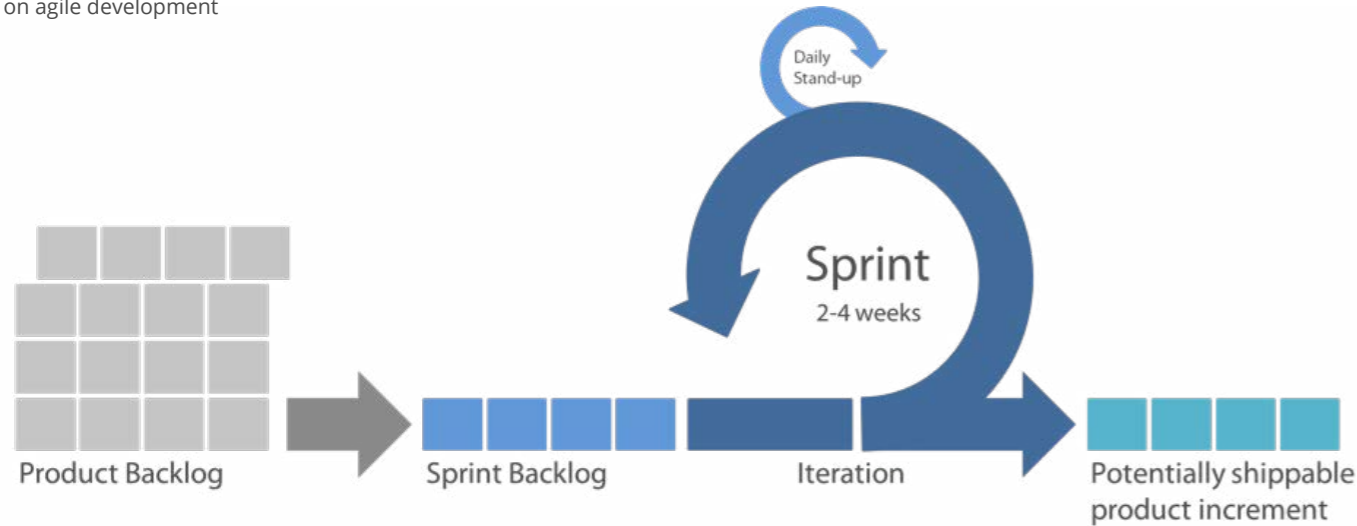 on agile development
Daily
Stand-up
Sprint
2-4 weeks
Product Backlog
Sprint Backlog
Iteration
Potentially shippable
product increment